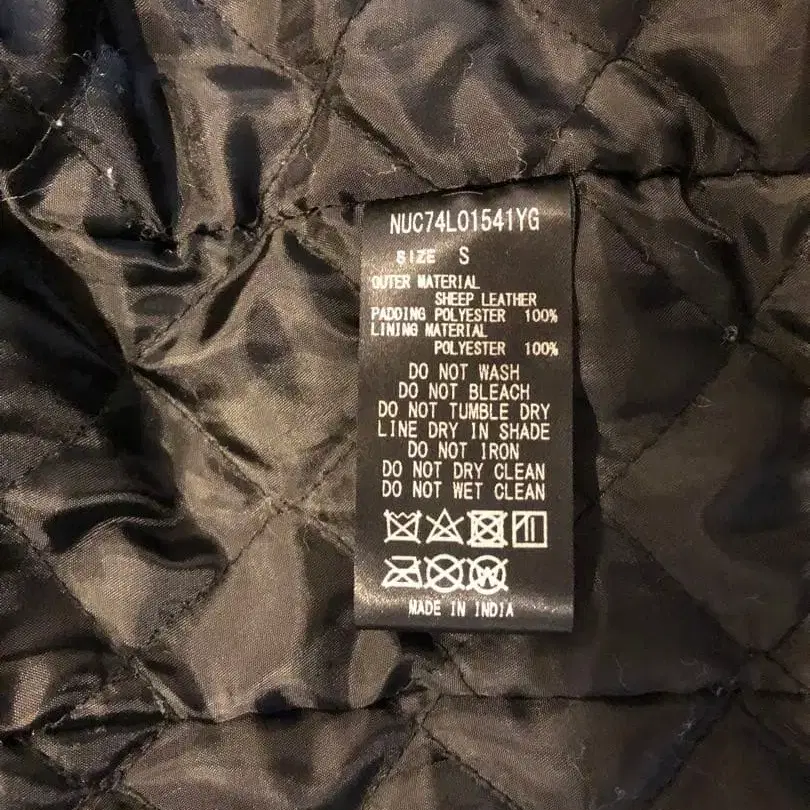 NUC74L01541YG
SIZE S
OUTER MATERIAL
SHEEP LEATHER
PADDING POLYESTER 100%
LINING MATERIAL
POLYESTER 100%
DO NOT WASH
DO NOT BLEACH
DO NOT TUMBLE DRY
LINE DRY IN SHADE
DO NOT IRON
DO NOT DRY CLEAN
DO NOT WET CLEAN
W
MADE IN INDIA